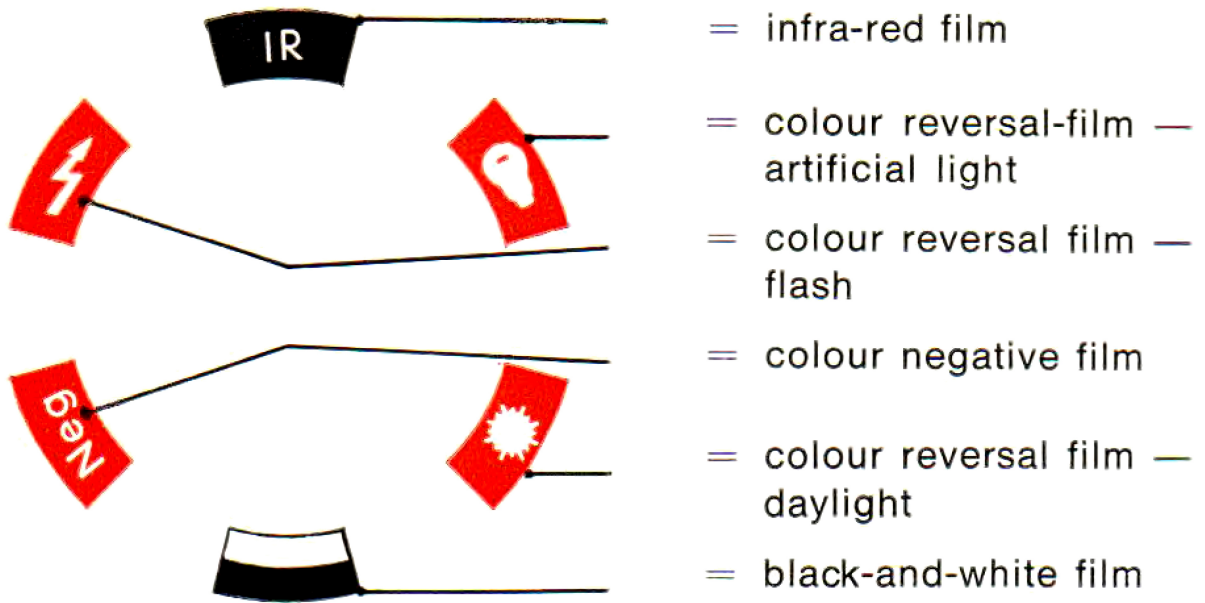 IR
= infra-red film
= colour reversal-film —
artificial light
= colour reversal film —
flash
Neg
= colour negative film
= colour reversal film —
daylight
= black-and-white film